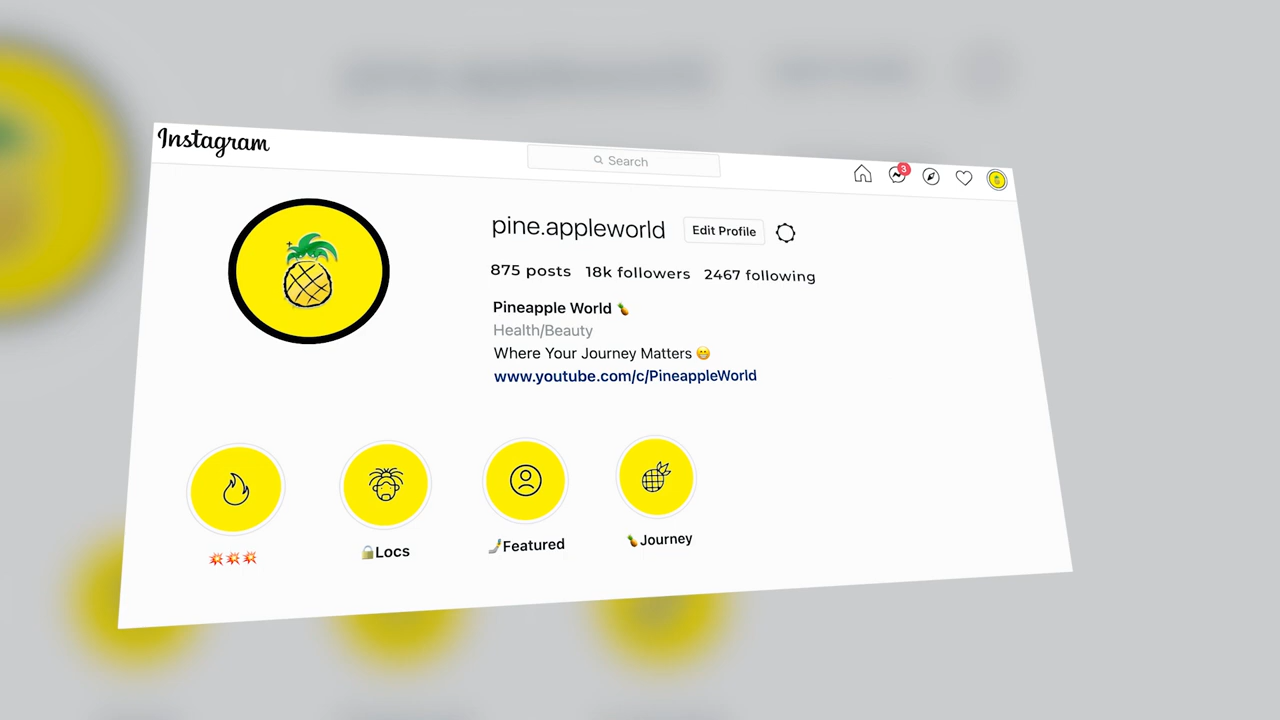 Instagram
Search
3
pine.appleworld Edit Profile
875 posts 18k followers 2467 following
Pineapple World 🍍
Health/Beauty
Where Your Journey Matters 😁
www.youtube.com/c/PineappleWorld
💥💥💥 🔒Locs 🤳Featured 🍍Journey